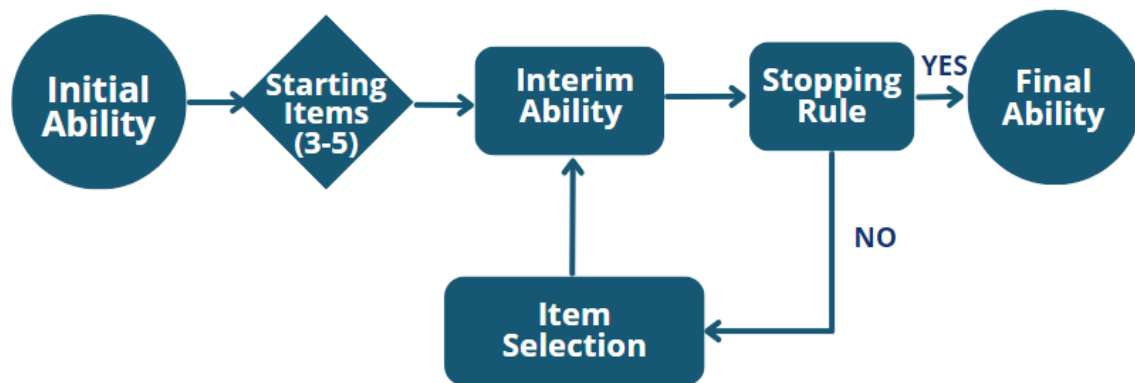 Initial
Ability
Starting
Items
(3-5)
Interim
Ability
Stopping
Rule
YES
Final
Ability
NO
Item
Selection